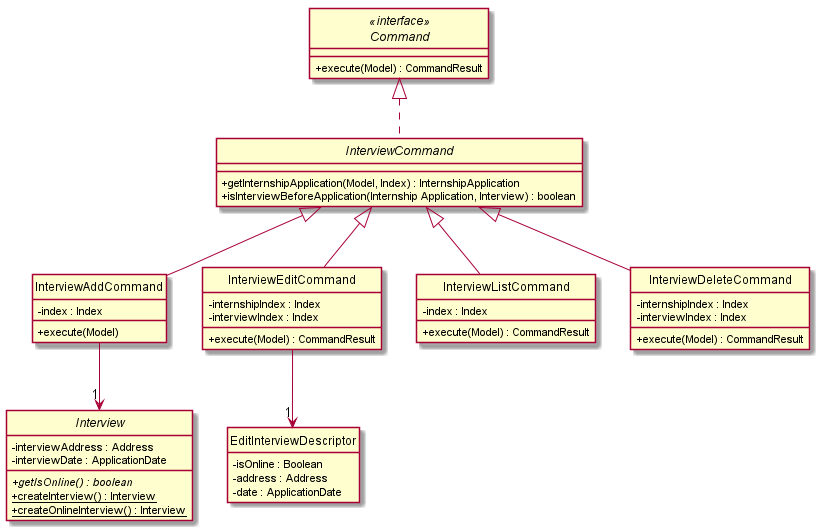 «interface»
Command
+execute(Model) : CommandResult
InterviewCommand
+getInternshipApplication(Model, Index) : InternshipApplication
+isInterviewBeforeApplication(Internship Application, Interview) : boolean
InterviewAddCommand
-index : Index
+execute(Model)
InterviewEditCommand
-internshipIndex : Index
-interviewIndex : Index
+execute(Model) : CommandResult
InterviewListCommand
-index : Index
+execute(Model) : CommandResult
InterviewDeleteCommand
-internshipIndex : Index
-interviewIndex : Index
+execute(Model) : CommandResult
1
1
Interview
-interviewAddress : Address
-interviewDate : ApplicationDate
+getIsOnline() : boolean
+createInterview() : Interview
+createOnlineInterview() : Interview
EditInterviewDescriptor
-isOnline : Boolean
-address : Address
-date : ApplicationDate